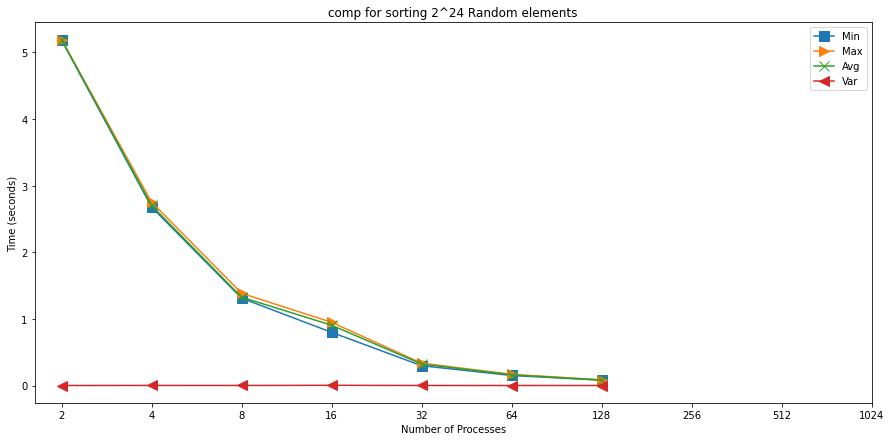 comp for sorting 2^24 Random elements
Min
Max
Avg
Var
Time (seconds)
5
4
3
2
1
0
2 4 8 16 32 64 128 256 512 1024
Number of Processes